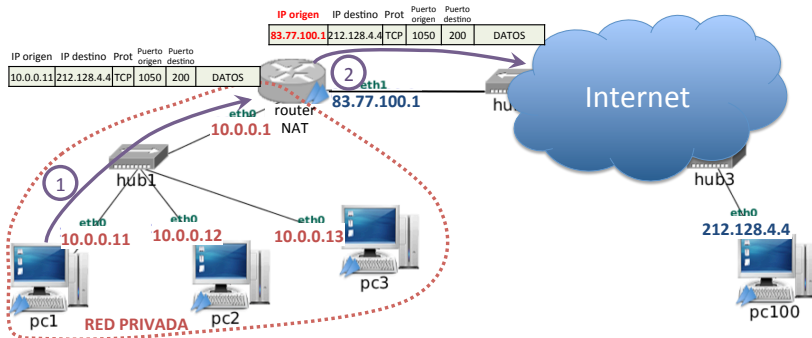 IP origen IP destino Prot Puerto origen Puerto destino
83.77.100.1 212.128.4.4 TCP 1050 200 DATOS
IP origen IP destino Prot Puerto origen Puerto destino
10.0.0.11 212.128.4.4 TCP 1050 200 DATOS
2
eth1
83.77.100.1
router
NAT
hu
Internet
eth0
10.0.0.1
1
hub1
hub3
eth0
10.0.0.11
eth0
10.0.0.12
eth0
10.0.0.13
eth0
212.128.4.4
pc1
pc2
pc3
pc100
RED PRIVADA